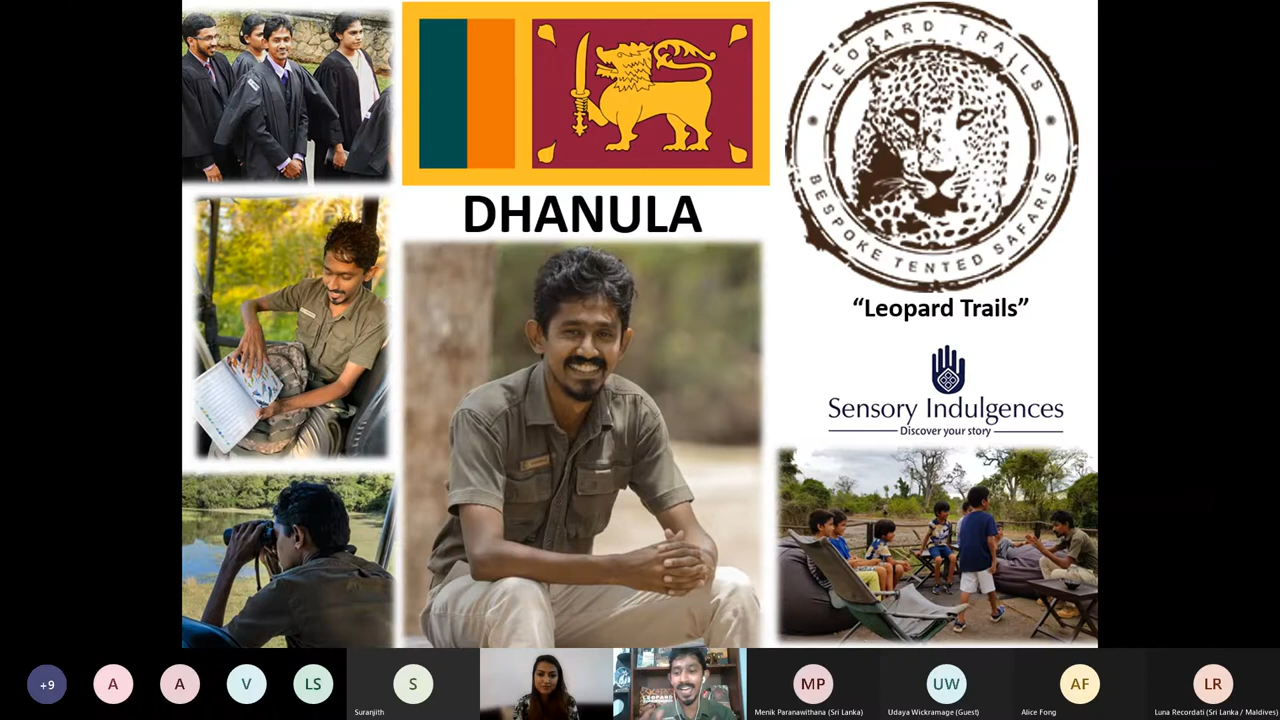 DHANULA
LEOPARD TRAILS
BESPOKE TENTED SAFARIS
“Leopard Trails”
Sensory Indulgences
Discover your story
+9
A
A
V
LS
S
Suranjith
MP
Menik Paranawithana (Sri Lanka)
UW
Udaya Wickramage (Guest)
AF
Alice Fong
LR
Luna Recordati (Sri Lanka / Maldives)